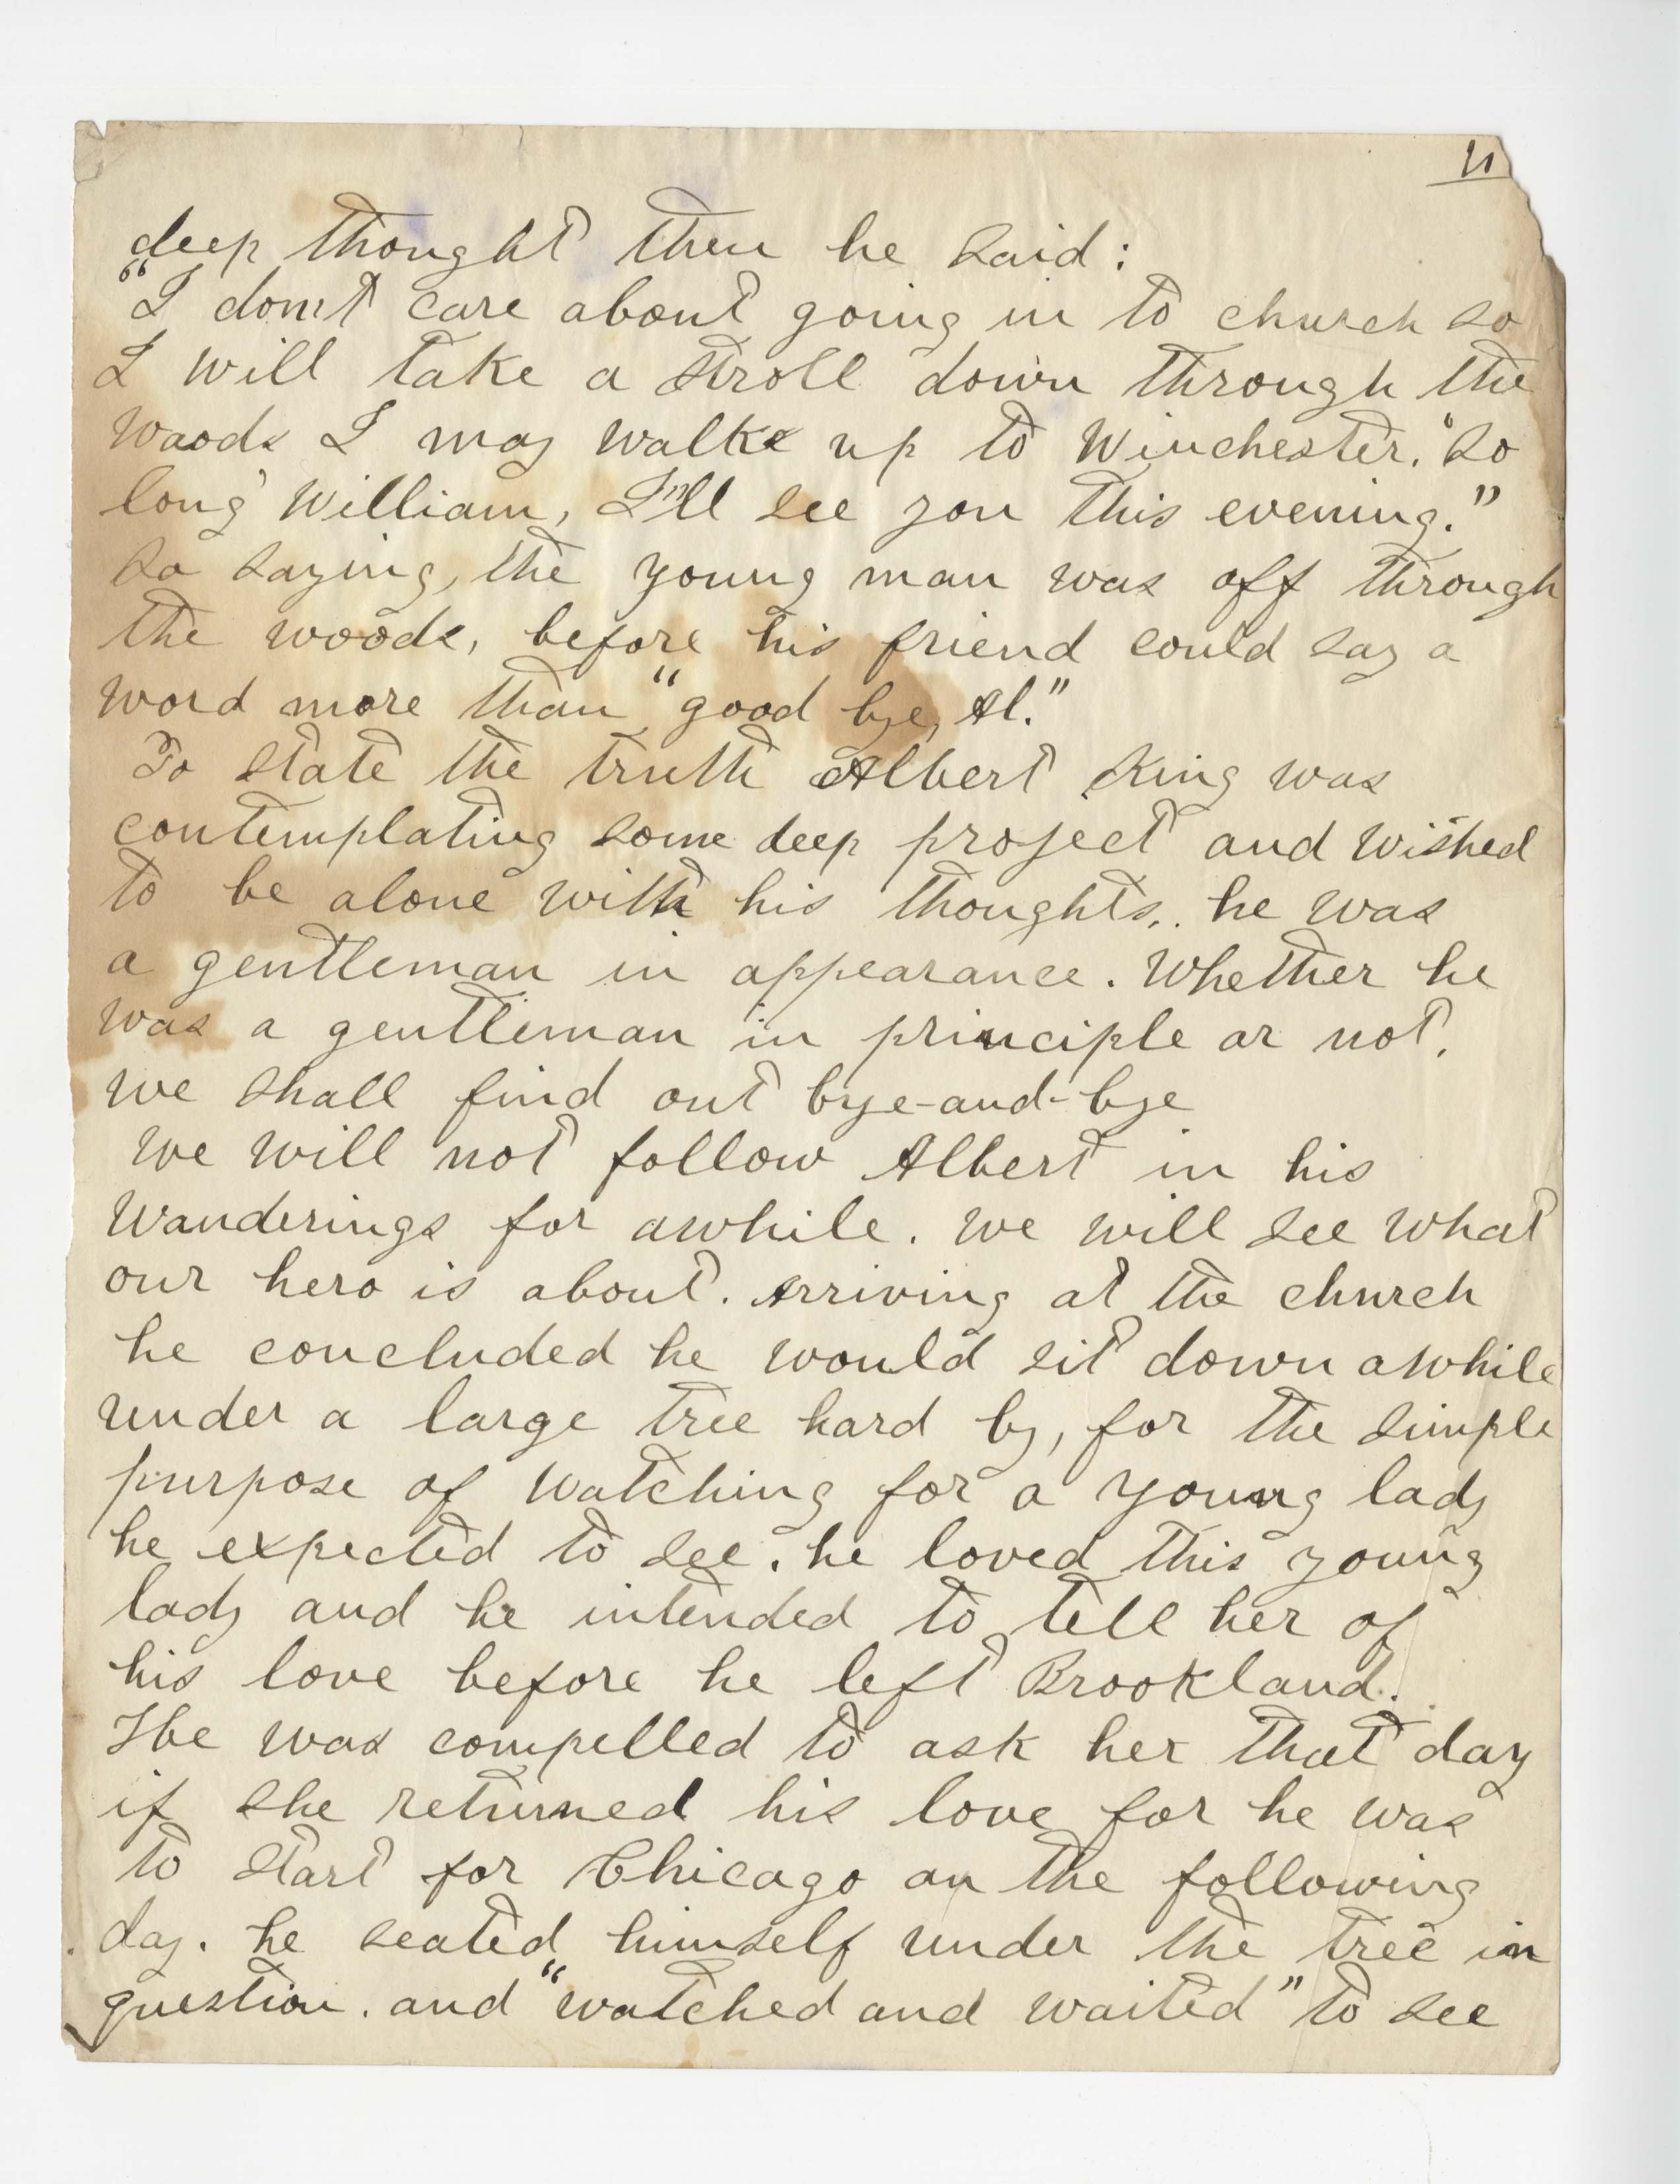 11
deep thought then he said:
"I don't care about going in to church so
I will take a stroll down through the
woods I may walk up to Winchester. "So
long William, I'll see you this evening."
So saying, the young man was off through
the woods, before his friend could say a
word more than "good bye, Al."
To state the truth Albert King was
contemplating some deep project and wished
to be alone with his thoughts,. he was
a gentleman in appearance. Whether he
was a gentleman in principle or not,
we shall find out bye-and-bye
We will not follow Albert in his
wanderings for awhile. We will see what
our hero is about. Arriving at the church
he concluded he would sit down awhile
under a large tree hard by, for the simple
purpose of watching for a young lady
he expected to see. he loved this young
lady and he intended to tell her of
his love before he left Brookland.
He was compelled to ask her that day
if she returned his love for he was
to start for Chicago on the following
day. he seated himself under the tree in
question. and "watched and waited" to see